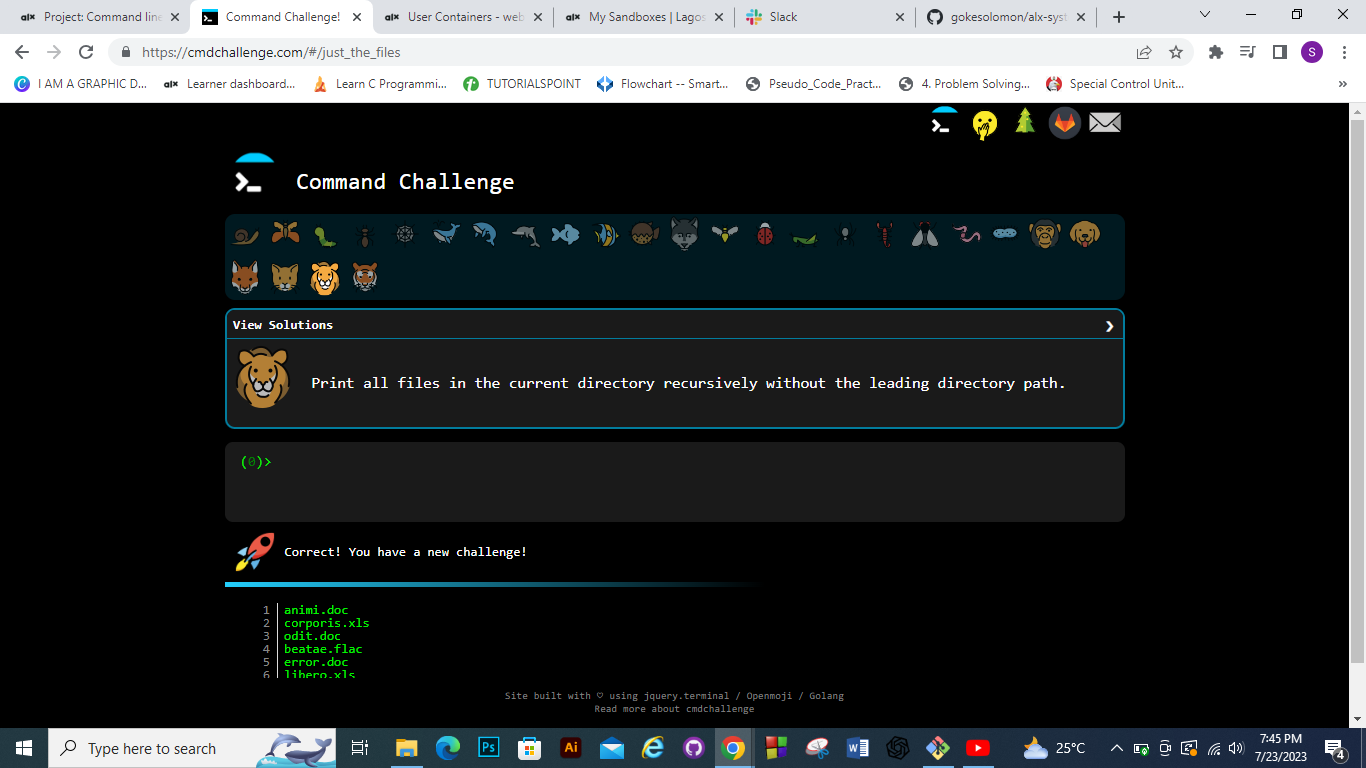 Project: Command line
Command Challenge!
User Containers - web
My Sandboxes | Lagos
Slack
gokesolomon/alx-syst
https://cmdchallenge.com/#/just_the_files
S
I AM A GRAPHIC D...
Learner dashboard...
Learn C Programmi...
TUTORIALSPOINT
Flowchart -- Smart...
Pseudo_Code_Pract...
4. Problem Solving...
Special Control Unit...
»
Command Challenge
View Solutions
Print all files in the current directory recursively without the leading directory path.
(0)>
Correct! You have a new challenge!
1 animi.doc
2 corporis.xls
3 odit.doc
4 beatae.flac
5 error.doc
6 libero.xls
Site built with ♡ using jquery.terminal / Openmoji / Golang
Read more about cmdchallenge
Type here to search
25°C
7:45 PM
7/23/2023
4